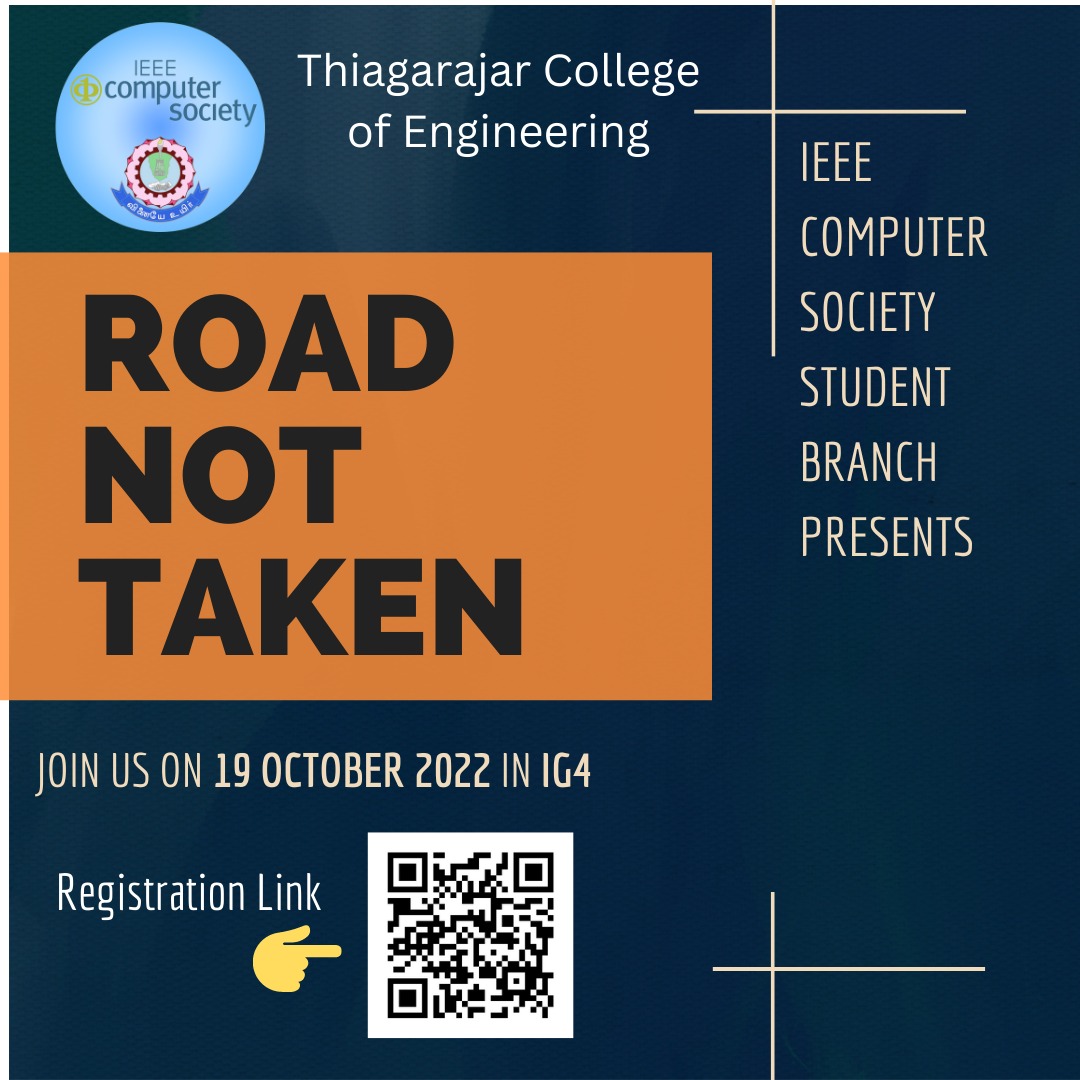 IEEE
computer
society
வினையே உயிர்
Thiagarajar College
of Engineering
IEEE
COMPUTER
SOCIETY
STUDENT
BRANCH
PRESENTS
ROAD
NOT
TAKEN
JOIN US ON 19 OCTOBER 2022 IN IG4
Registration Link